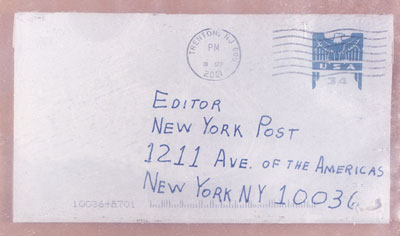 TRENTON, NJ
PM
2001
USA
34
EDITOR
NEW YORK POST
1211 AVE. OF THE AMERICAS
NEW YORK NY 10036
10036+8701